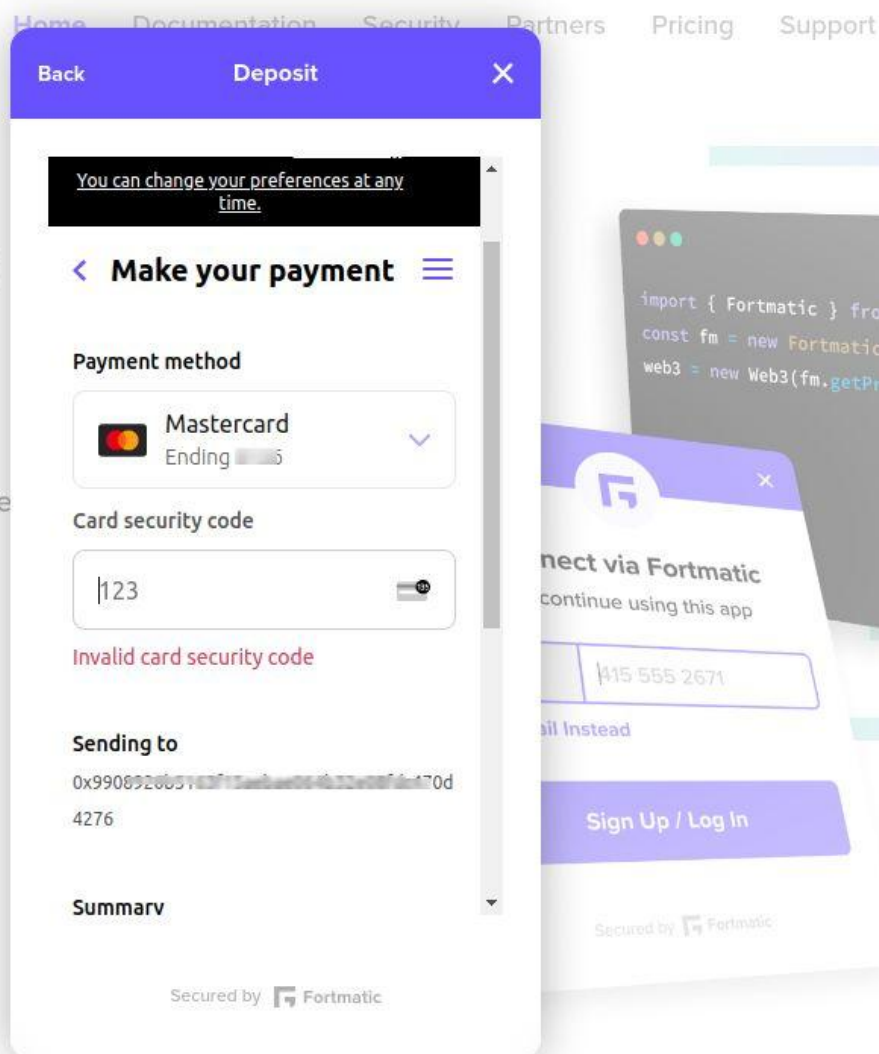 Home Documentation Security Partners Pricing Support
Back Deposit
You can change your preferences at any
time.
Make your payment
Payment method
Mastercard
Ending
Card security code
123
Invalid card security code
Sending to
4276
Summary
Secured by Fortmatic
import { Fortmatic } fro
const fm = new Fortmatic
web3 = new Web3(fm.getPr
nect via Fortmatic
continue using this app
415 555 2671
ail Instead
Sign Up / Log In
Secured by Fortmatic